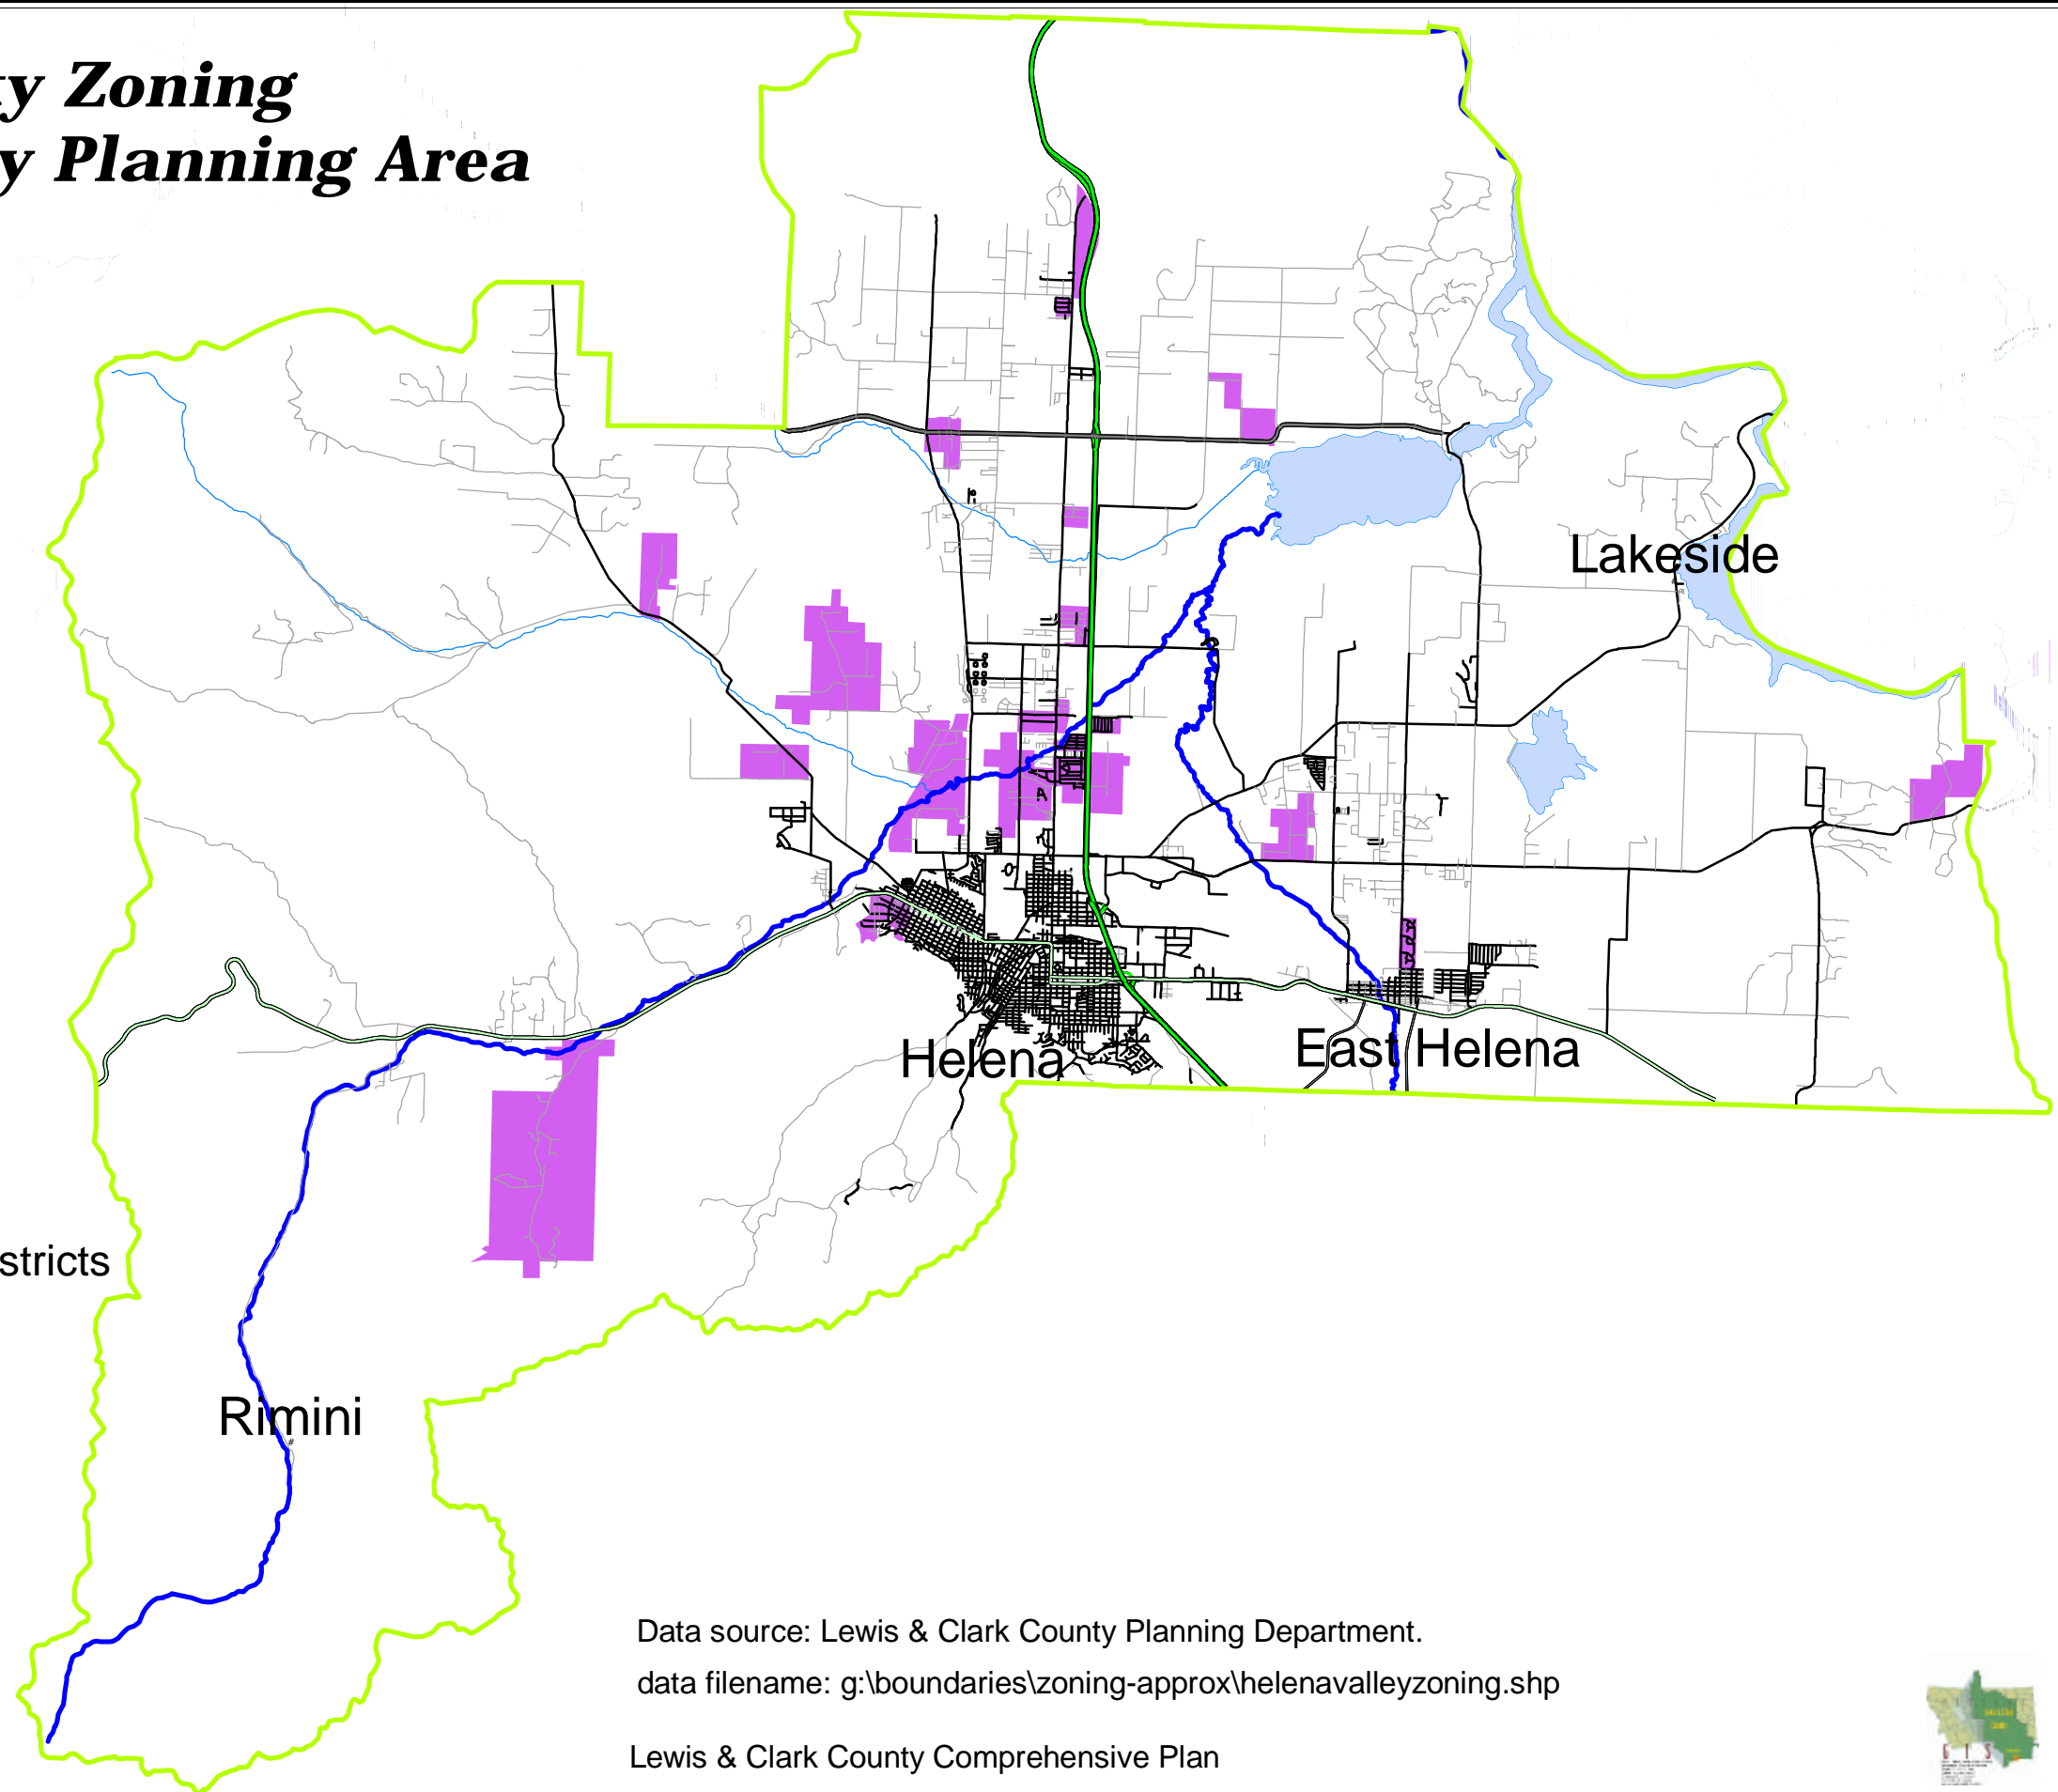 ty Zoning
y Planning Area
Lakeside
Helena
East Helena
stricts
Rimini
Data source: Lewis & Clark County Planning Department.
data filename: g:\boundaries\zoning-approx\helenavalleyzoning.shp
Lewis & Clark County Comprehensive Plan
G I S